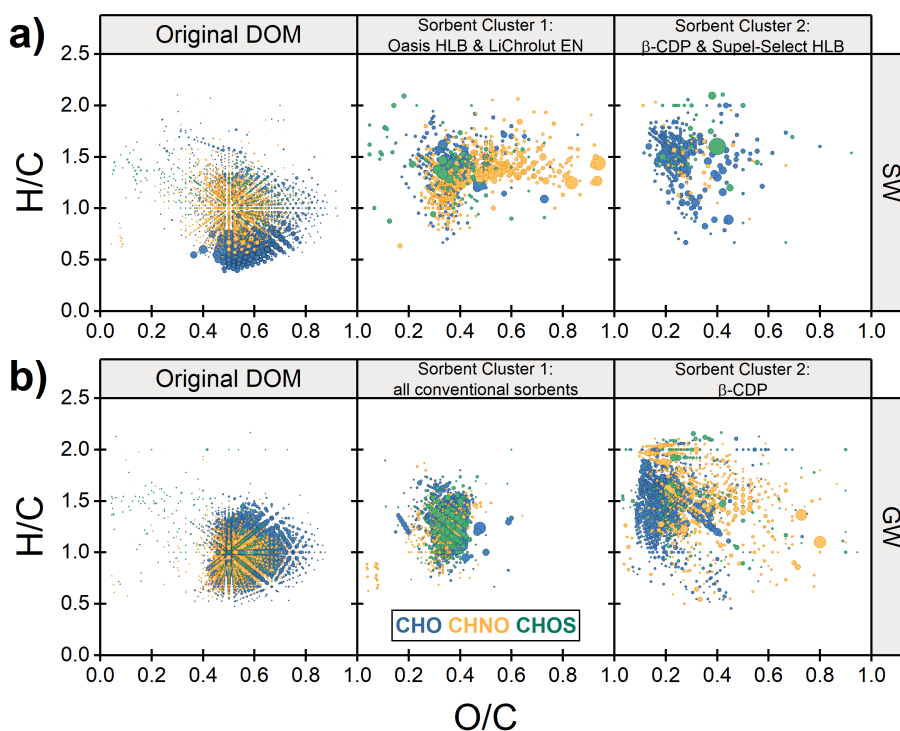 a)
Original DOM
Sorbent Cluster 1:
Oasis HLB & LiChrolut EN
Sorbent Cluster 2:
β-CDP & Supel-Select HLB
2.5
2.0
1.5
1.0
0.5
0.0
H/C
SW
0.0 0.2 0.4 0.6 0.8 1.0 0.2 0.4 0.6 0.8 1.0 0.2 0.4 0.6 0.8 1.0
b)
Original DOM
Sorbent Cluster 1:
all conventional sorbents
Sorbent Cluster 2:
β-CDP
2.5
2.0
1.5
1.0
0.5
0.0
H/C
GW
CHO CHNO CHOS
0.0 0.2 0.4 0.6 0.8 1.0 0.2 0.4 0.6 0.8 1.0 0.2 0.4 0.6 0.8 1.0
O/C